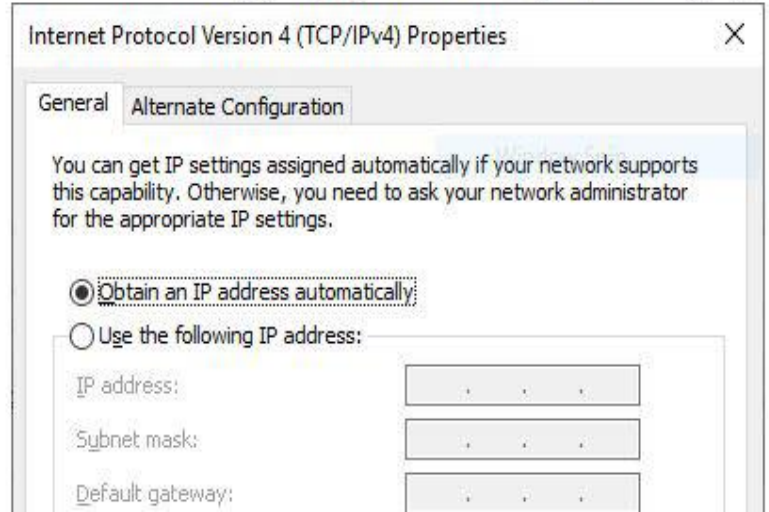 Internet Protocol Version 4 (TCP/IPv4) Properties
General
Alternate Configuration
You can get IP settings assigned automatically if your network supports
this capability. Otherwise, you need to ask your network administrator
for the appropriate IP settings.
Obtain an IP address automatically
Use the following IP address:
IP address:
. . .
Subnet mask:
. . .
Default gateway:
. . .